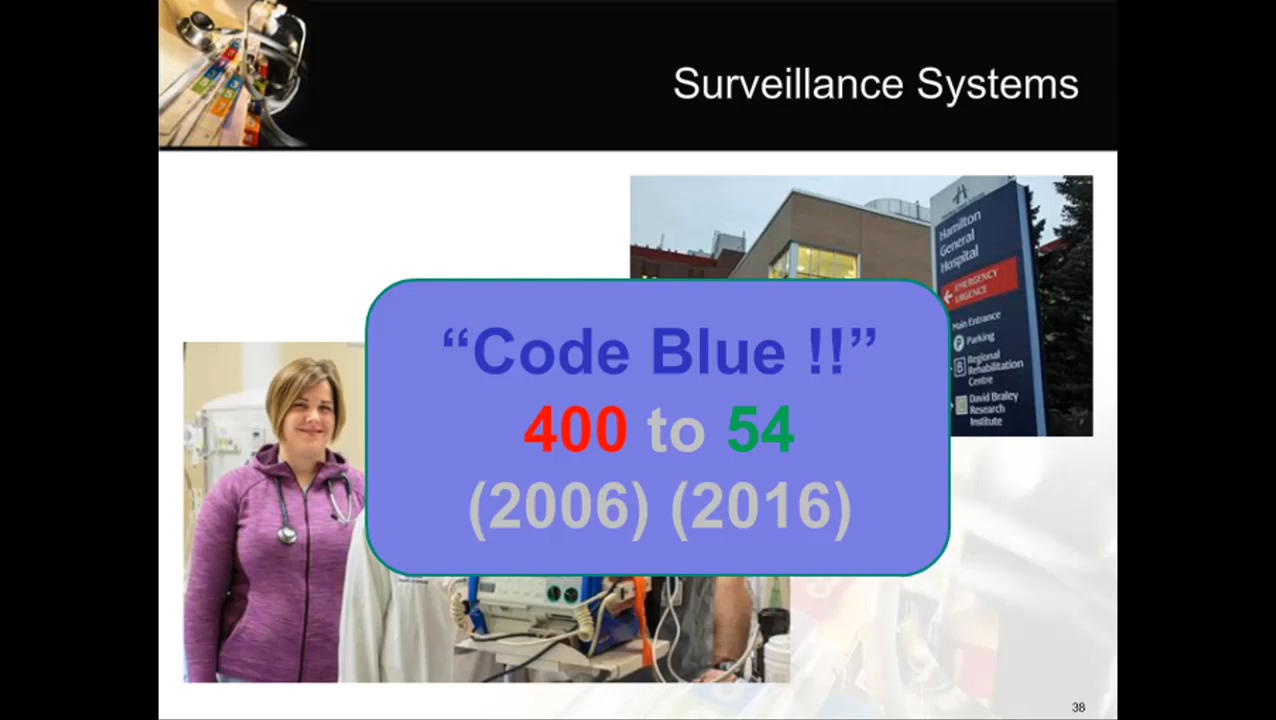 Surveillance Systems
Hamilton
General
Hospital
EMERGENCY
URGENCE
Main Entrance
P Parking
B Regional
Rehabilitation
Centre
C David Braley
Research
Institute
“Code Blue !!”
400 to 54
(2006) (2016)
38